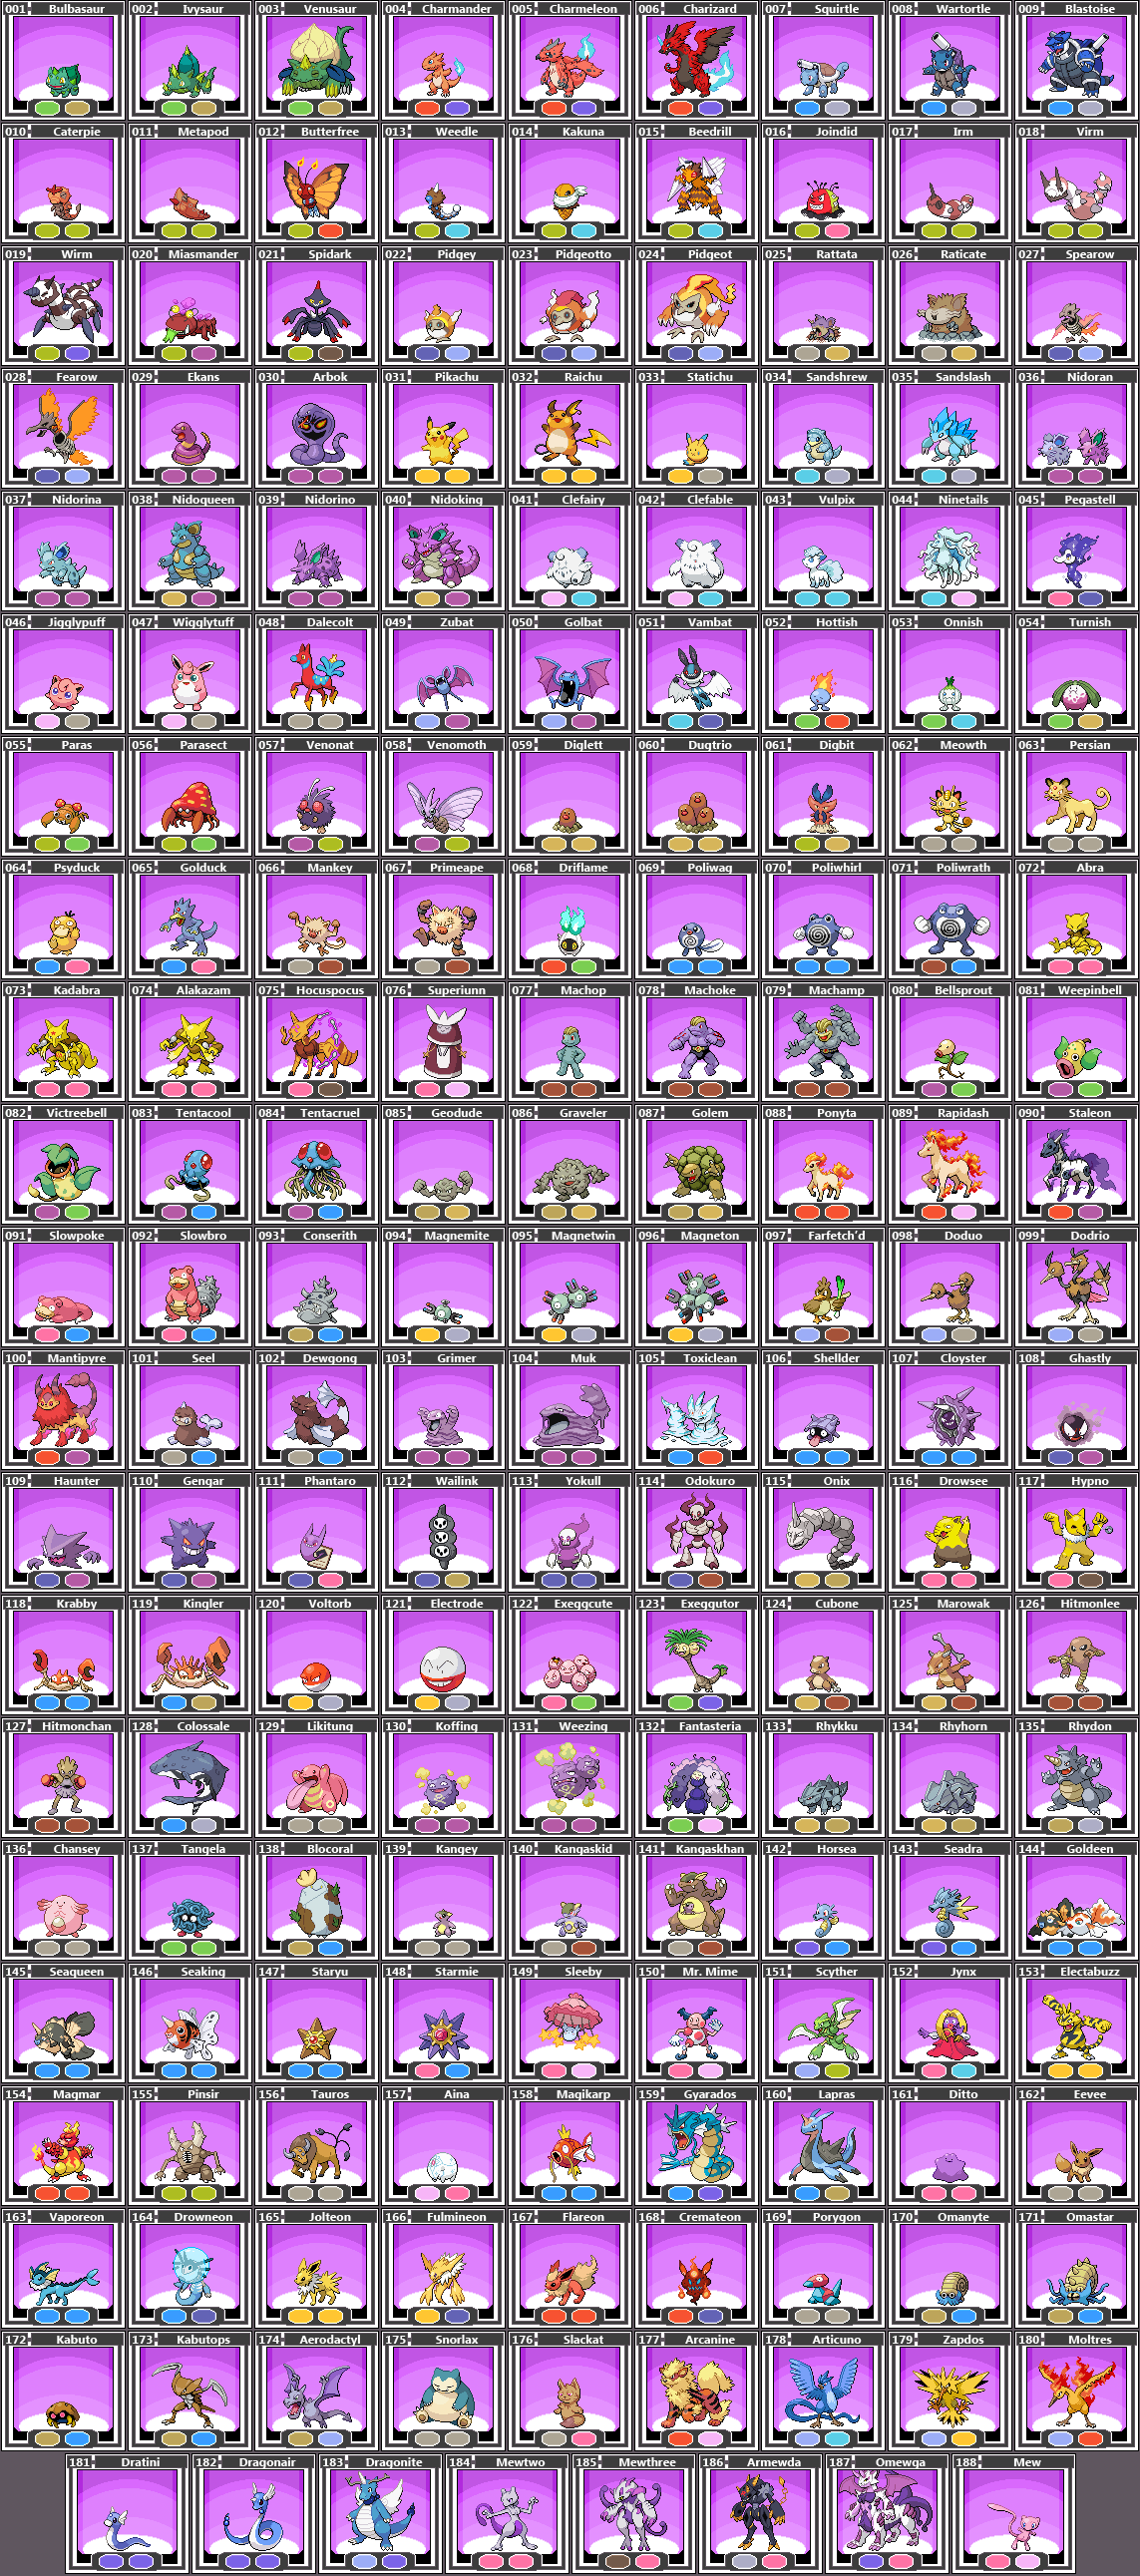 001 Bulbasaur 002 Ivysaur 003 Venusaur 004 Charmander 005 Charmeleon 006 Charizard 007 Squirtle 008 Wartortle 009 Blastoise
010 Caterpie 011 Metapod 012 Butterfree 013 Weedle 014 Kakuna 015 Beedrill 016 Joindid 017 Irm 018 Virm
019 Wirm 020 Miasmander 021 Spidark 022 Pidgey 023 Pidgeotto 024 Pidgeot 025 Rattata 026 Raticate 027 Spearow
028 Fearow 029 Ekans 030 Arbok 031 Pikachu 032 Raichu 033 Statichu 034 Sandshrew 035 Sandslash 036 Nidoran
037 Nidorina 038 Nidoqueen 039 Nidorino 040 Nidoking 041 Clefairy 042 Clefable 043 Vulpix 044 Ninetails 045 Pegastell
046 Jigglypuff 047 Wigglytuff 048 Dalecolt 049 Zubat 050 Golbat 051 Vambat 052 Hottish 053 Onnish 054 Turnish
055 Paras 056 Parasect 057 Venonat 058 Venomoth 059 Diglett 060 Dugtrio 061 Digbit 062 Meowth 063 Persian
064 Psyduck 065 Golduck 066 Mankey 067 Primeape 068 Driflame 069 Poliwag 070 Poliwhirl 071 Poliwrath 072 Abra
073 Kadabra 074 Alakazam 075 Hocuspocus 076 Superiunn 077 Machop 078 Machoke 079 Machamp 080 Bellsprout 081 Weepinbell
082 Victreebell 083 Tentacool 084 Tentacruel 085 Geodude 086 Graveler 087 Golem 088 Ponyta 089 Rapidash 090 Staleon
091 Slowpoke 092 Slowbro 093 Conserith 094 Magnemite 095 Magnetwin 096 Magneton 097 Farfetch'd 098 Doduo 099 Dodrio
100 Mantipyre 101 Seel 102 Dewgong 103 Grimer 104 Muk 105 Toxiclean 106 Shellder 107 Cloyster 108 Ghastly
109 Haunter 110 Gengar 111 Phantaro 112 Wailink 113 Yokull 114 Odokuro 115 Onix 116 Drowsee 117 Hypno
118 Krabby 119 Kingler 120 Voltorb 121 Electrode 122 Exeggcute 123 Exeggutor 124 Cubone 125 Marowak 126 Hitmonlee
127 Hitmonchan 128 Colossale 129 Likitung 130 Koffing 131 Weezing 132 Fantasteria 133 Rhykku 134 Rhyhorn 135 Rhydon
136 Chansey 137 Tangela 138 Blocoral 139 Kangey 140 Kangaskid 141 Kangaskhan 142 Horsea 143 Seadra 144 Goldeen
145 Seaqueen 146 Seaking 147 Staryu 148 Starmie 149 Sleeby 150 Mr. Mime 151 Scyther 152 Jynx 153 Electabuzz
154 Magmar 155 Pinsir 156 Tauros 157 Aina 158 Magikarp 159 Gyarados 160 Lapras 161 Ditto 162 Eevee
163 Vaporeon 164 Drowneon 165 Jolteon 166 Fulmineon 167 Flareon 168 Cremateon 169 Porygon 170 Omanyte 171 Omastar
172 Kabuto 173 Kabutops 174 Aerodactyl 175 Snorlax 176 Slackat 177 Arcanine 178 Articuno 179 Zapdos 180 Moltres
181 Dratini 182 Dragonair 183 Dragonite 184 Mewtwo 185 Mewthree 186 Armewda 187 Omewga 188 Mew